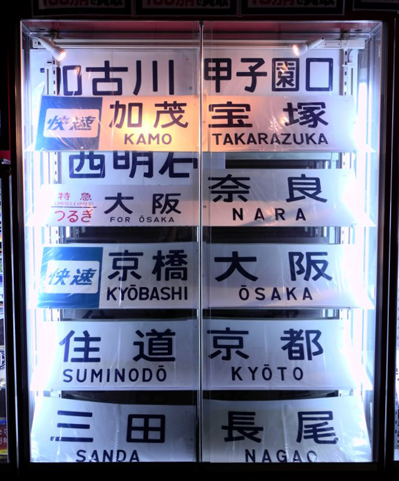 加古川
甲子園口
快速 加茂
KAMO
宝塚
TAKARAZUKA
西明石
特急
つるぎ
大阪
FOR ŌSAKA
奈良
NARA
快速 京橋
KYŌBASHI
大阪
ŌSAKA
住道
SUMINODŌ
京都
KYŌTO
三田
SANDA
長尾
NAGAO